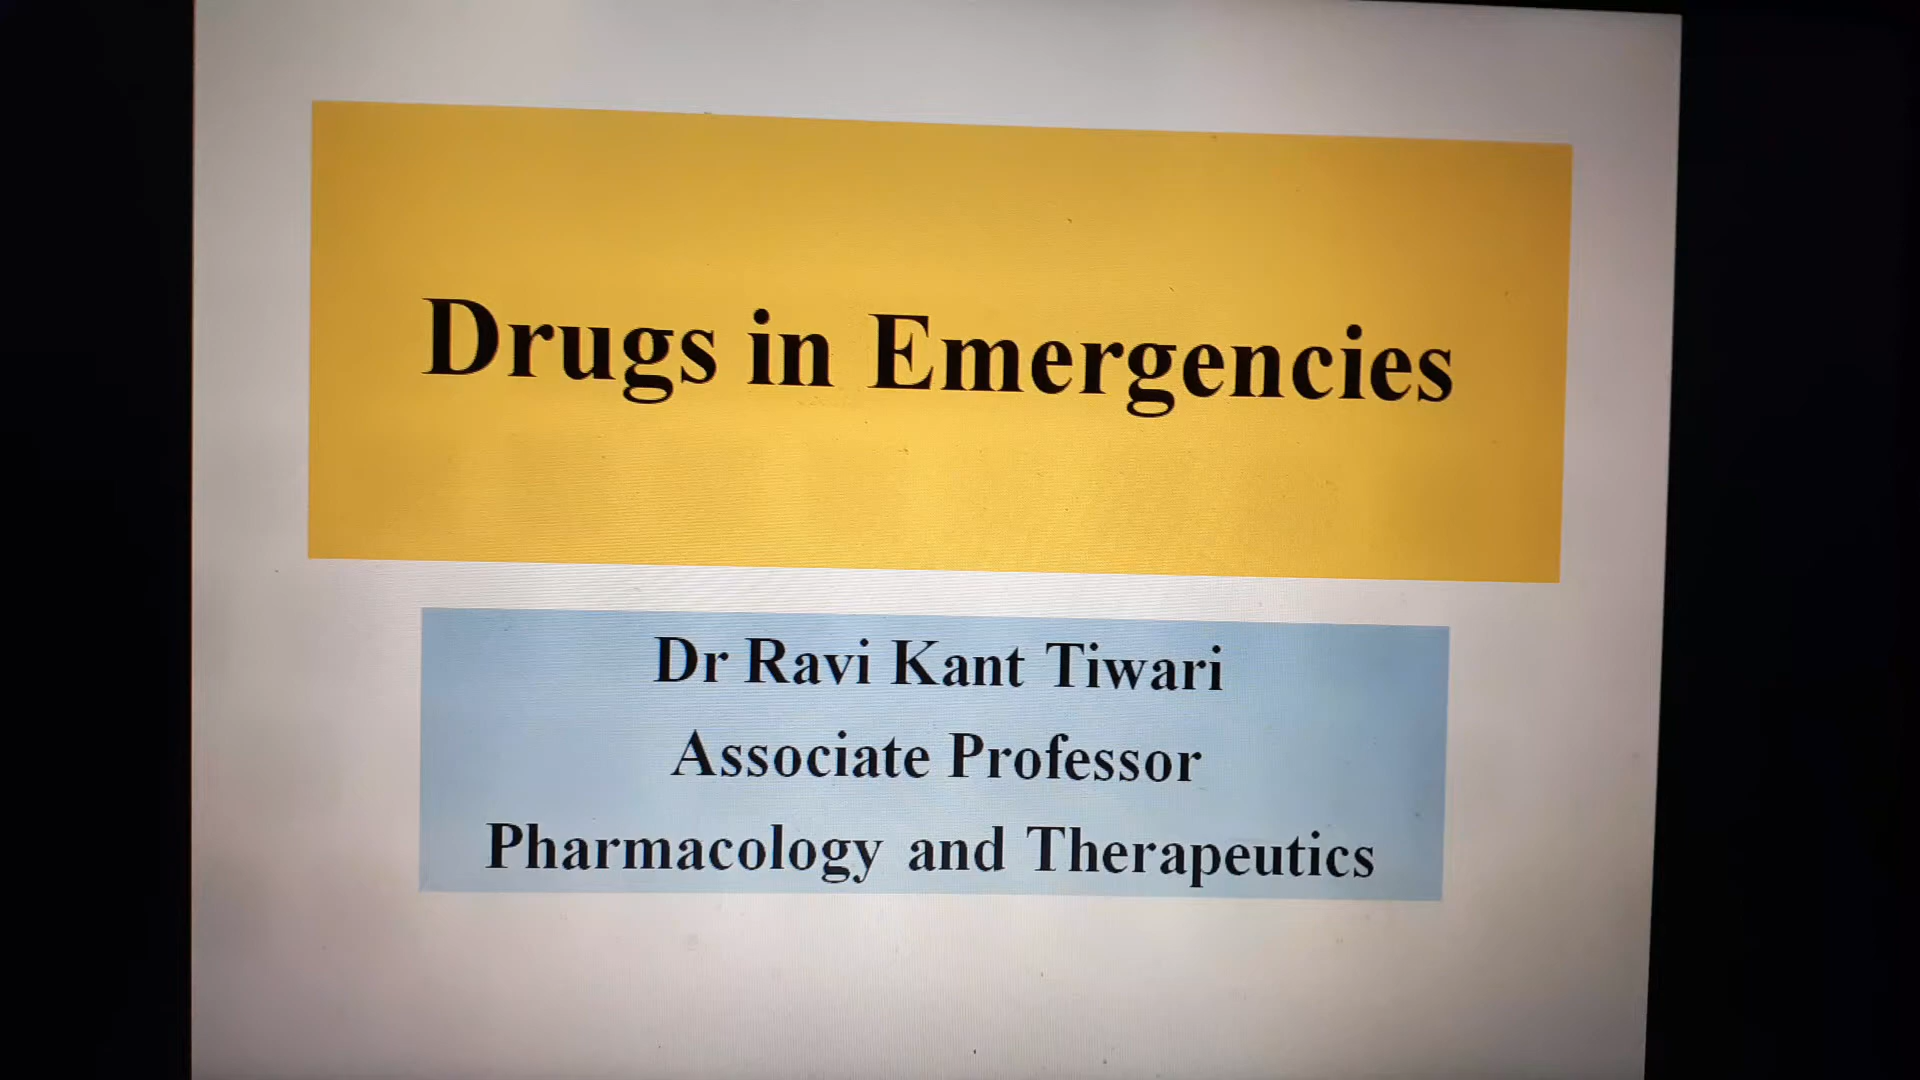 Drugs in Emergencies
Dr Ravi Kant Tiwari
Associate Professor
Pharmacology and Therapeutics